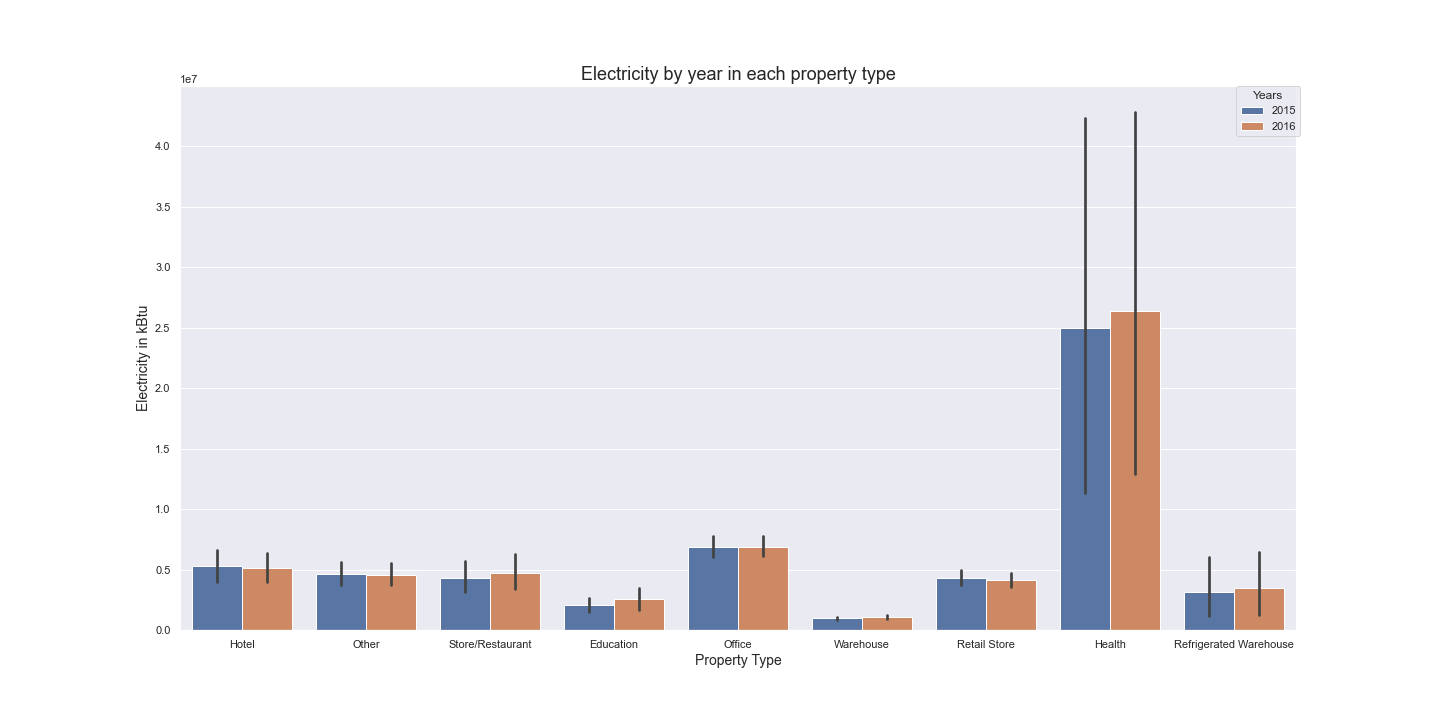 Electricity by year in each property type
1e7
Years
2015
2016
4.0
3.5
3.0
2.5
2.0
1.5
1.0
0.5
0.0
Electricity in kBtu
Hotel
Other
Store/Restaurant
Education
Office
Warehouse
Retail Store
Health
Refrigerated Warehouse
Property Type